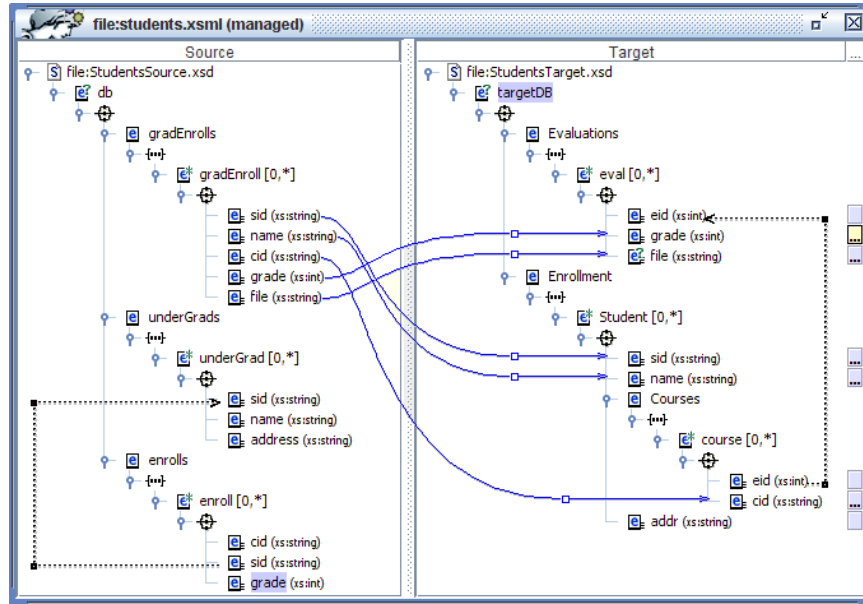 file:students.xsml (managed)
Source
file:StudentsSource.xsd
db
gradEnrolls
gradEnroll [0,*]
sid (xs:string)
name (xs:string)
cid (xs:string)
grade (xs:int)
file (xs:string)
underGrads
underGrad [0,*]
sid (xs:string)
name (xs:string)
address (xs:string)
enrolls
enroll [0,*]
cid (xs:string)
sid (xs:string)
grade (xs:int)
Target
...
file:StudentsTarget.xsd
targetDB
Evaluations
eval [0,*]
eid (xs:int)
grade (xs:int)
...
file (xs:string)
...
Enrollment
Student [0,*]
sid (xs:string)
...
name (xs:string)
...
Courses
course [0,*]
eid (xs:int)
cid (xs:string)
...
addr (xs:string)